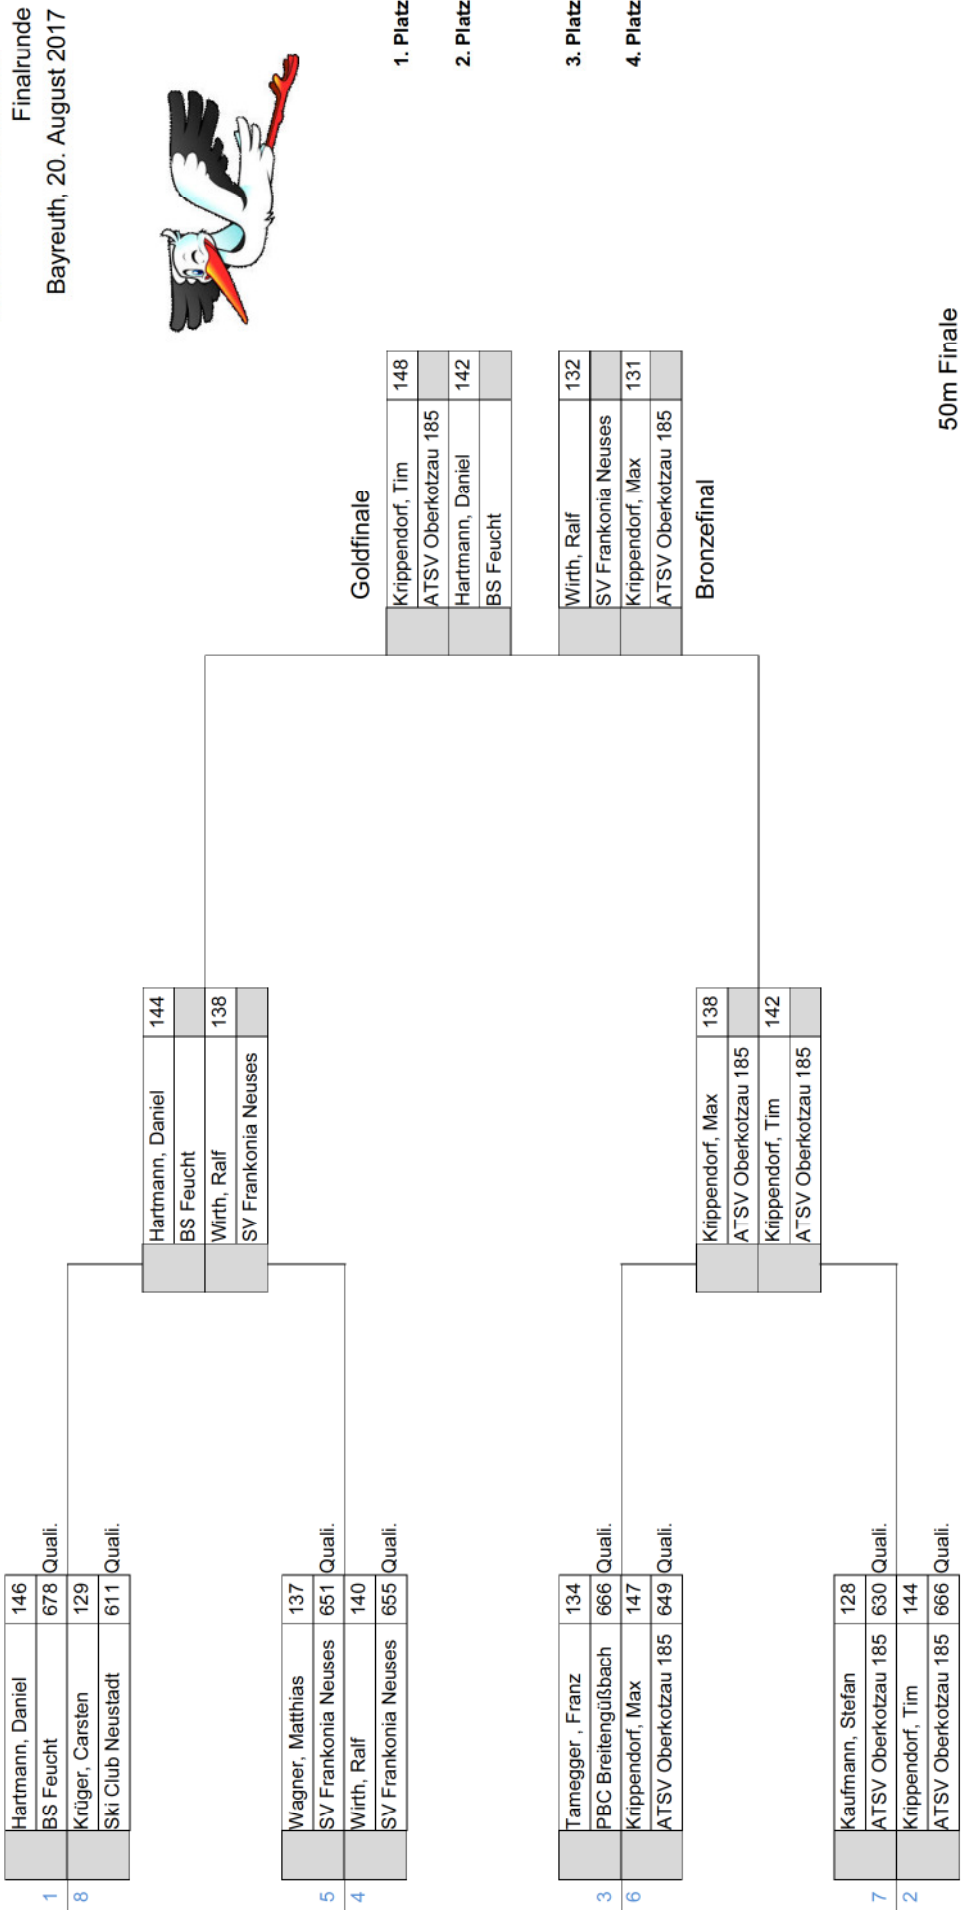 Finalrunde
Bayreuth, 20. August 2017
1 Hartmann, Daniel 146
BS Feucht 678 Quali.
8 Krüger, Carsten 129
Ski Club Neustadt 611 Quali.
5 Wagner, Matthias 137
SV Frankonia Neuses 651 Quali.
4 Wirth, Ralf 140
SV Frankonia Neuses 655 Quali.
3 Tamegger , Franz 134
PBC Breitengüßbach 666 Quali.
6 Krippendorf, Max 147
ATSV Oberkotzau 185 649 Quali.
7 Kaufmann, Stefan 128
ATSV Oberkotzau 185 630 Quali.
2 Krippendorf, Tim 144
ATSV Oberkotzau 185 666 Quali.
Hartmann, Daniel 144
BS Feucht
Wirth, Ralf 138
SV Frankonia Neuses
Krippendorf, Max 138
ATSV Oberkotzau 185
Krippendorf, Tim 142
ATSV Oberkotzau 185
Goldfinale
Krippendorf, Tim 148
ATSV Oberkotzau 185
Hartmann, Daniel 142
BS Feucht
Wirth, Ralf 132
SV Frankonia Neuses
Krippendorf, Max 131
ATSV Oberkotzau 185
Bronzefinal
1. Platz
2. Platz
3. Platz
4. Platz
50m Finale